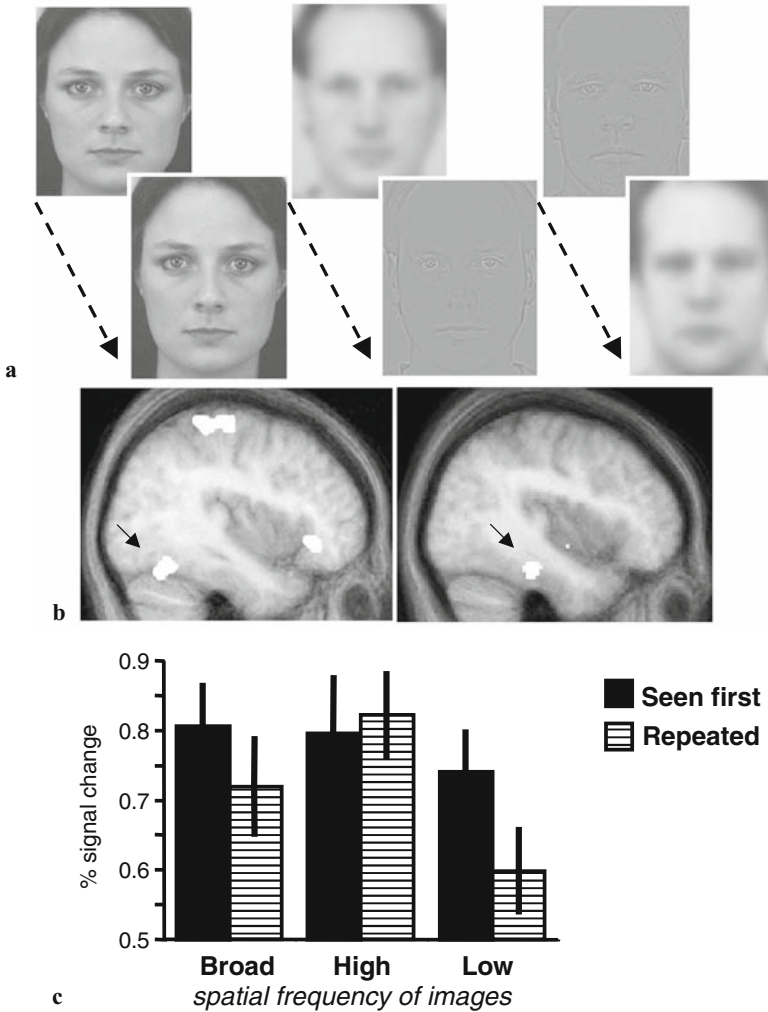 a
b
0.9
0.8
0.7
0.6
0.5
% signal change
Seen first
Repeated
Broad High Low
spatial frequency of images
c